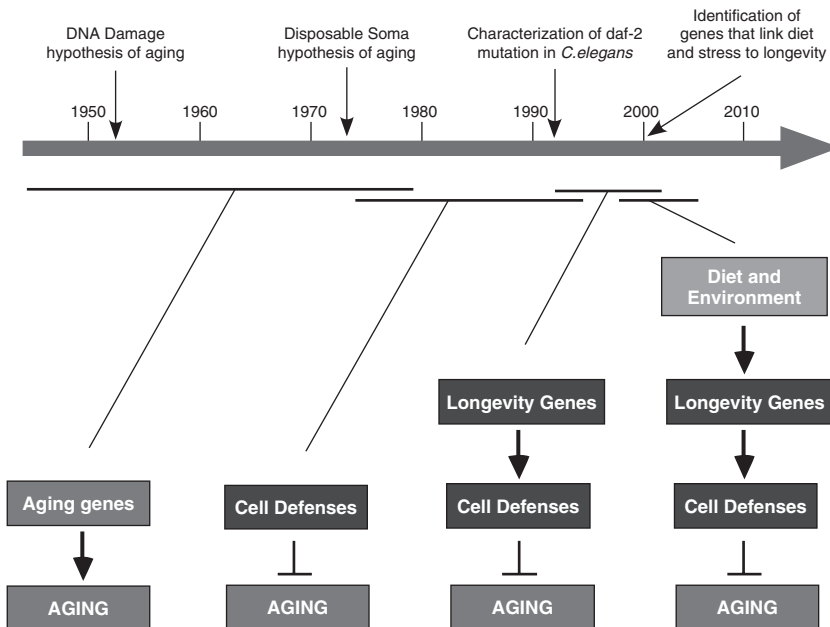 DNA Damage
hypothesis of aging
Disposable Soma
hypothesis of aging
Characterization of daf-2
mutation in C.elegans
Identification of
genes that link diet
and stress to longevity
1950
1960
1970
1980
1990
2000
2010
Diet and
Environment
Longevity Genes
Longevity Genes
Aging genes
Cell Defenses
Cell Defenses
Cell Defenses
AGING
AGING
AGING
AGING